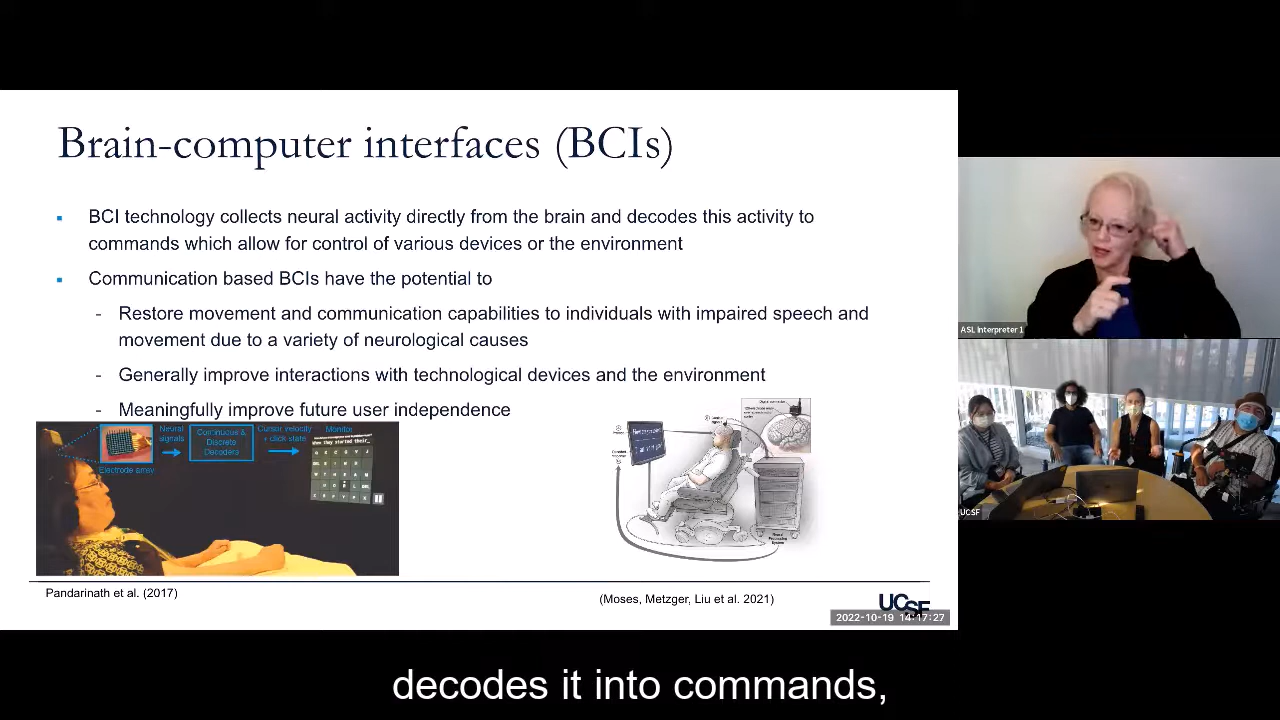 Brain-computer interfaces (BCIs)
BCI technology collects neural activity directly from the brain and decodes this activity to
commands which allow for control of various devices or the environment
Communication based BCIs have the potential to
- Restore movement and communication capabilities to individuals with impaired speech and
movement due to a variety of neurological causes
- Generally improve interactions with technological devices and the environment
- Meaningfully improve future user independence
Neural signals
Continuous & Discrete Decoders
Cursor velocity + click state
Monitor
Electrode array
Pandarinath et al. (2017)
Neural Processing System
(Moses, Metzger, Liu et al. 2021)
UCSF
2022-10-19 14:17:27
ASL Interpreter 1
UCSF
decodes it into commands,